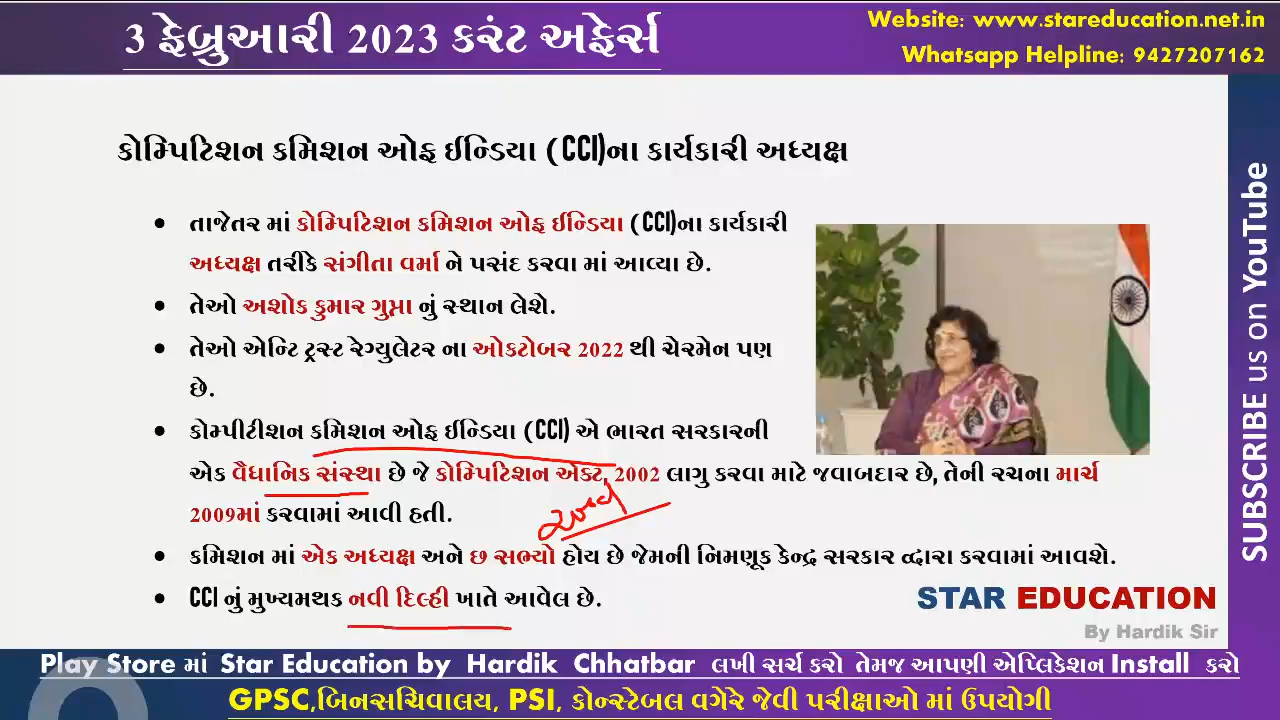 3 ફેબ્રુઆરી 2023 કરંટ અફેર્સ
Website: www.stareducation.net.in
Whatsapp Helpline: 9427207162
કોમ્પિટિશન કમિશન ઓફ ઈન્ડિયા (CCI)ના કાર્યકારી અધ્યક્ષ
• તાજેતર માં કોમ્પિટિશન કમિશન ઓફ ઈન્ડિયા (CCI)ના કાર્યકારી
અધ્યક્ષ તરીકે સંગીતા વર્મા ને પસંદ કરવા માં આવ્યા છે.
• તેઓ અશોક કુમાર ગુપ્તા નું સ્થાન લેશે.
• તેઓ એન્ટિ ટ્રસ્ટ રેગ્યુલેટર ના ઓક્ટોબર 2022 થી ચેરમેન પણ
છે.
• કોમ્પીટીશન કમિશન ઓફ ઈન્ડિયા (CCI) એ ભારત સરકારની
એક વૈધાનિક સંસ્થા છે જે કોમ્પિટિશન એક્ટ, 2002 લાગુ કરવા માટે જવાબદાર છે, તેની રચના માર્ચ
2009માં કરવામાં આવી હતી.
• કમિશન માં એક અધ્યક્ષ અને છ સભ્યો હોય છે જેમની નિમણૂક કેન્દ્ર સરકાર દ્વારા કરવામાં આવશે.
• CCI નું મુખ્યમથક નવી દિલ્હી ખાતે આવેલ છે.
STAR EDUCATION
By Hardik Sir
SUBSCRIBE us on YouTube
Play Store માં Star Education by Hardik Chhatbar લખી સર્ચ કરો તેમજ આપણી એપ્લિકેશન Install કરો
GPSC,બિનસચિવાલય, PSI, કોન્સ્ટેબલ વગેરે જેવી પરીક્ષાઓ માં ઉપયોગી